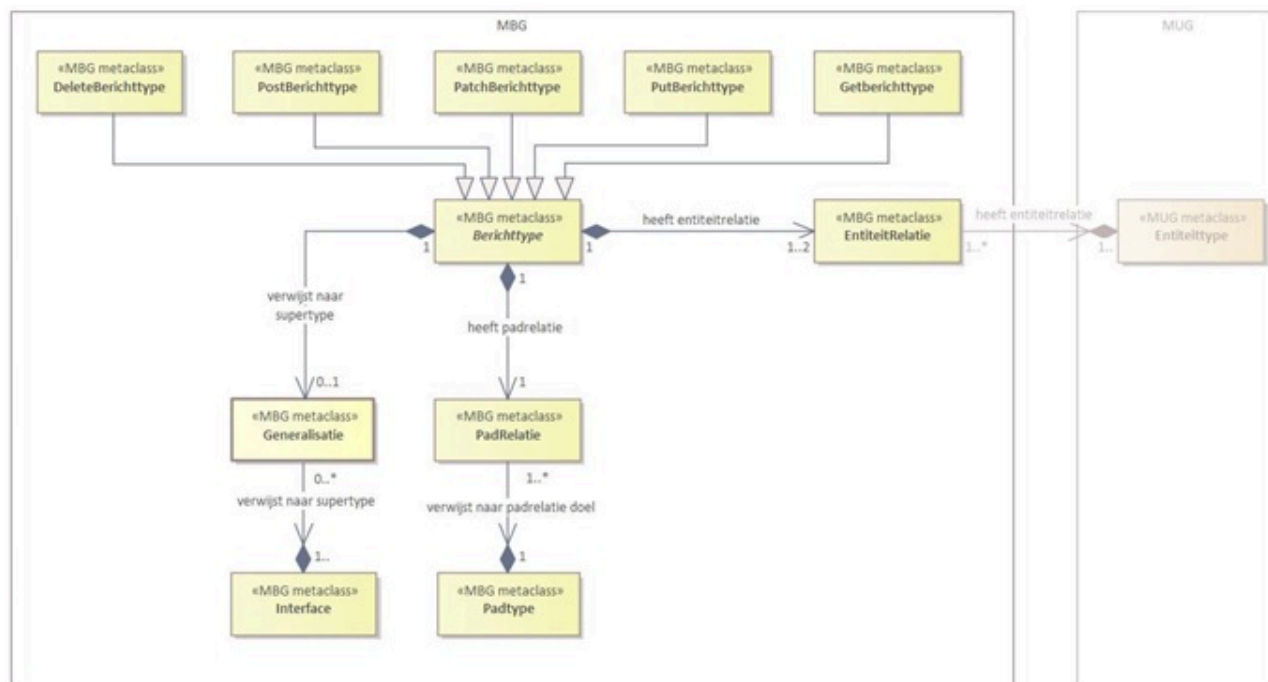 MBG
MUG
«MBG metaclass»
DeleteBerichttype
«MBG metaclass»
PostBerichttype
«MBG metaclass»
PatchBerichttype
«MBG metaclass»
PutBerichttype
«MBG metaclass»
Getberichttype
«MBG metaclass»
Berichttype
1
1
1
heeft entiteitrelatie
1..2
«MBG metaclass»
EntiteitRelatie
1..*
heeft entiteitrelatie
1..
«MUG metaclass»
Entiteittype
verwijst naar
supertype
0..1
heeft padrelatie
1
«MBG metaclass»
Generalisatie
0..*
«MBG metaclass»
PadRelatie
1..*
verwijst naar supertype
1..
verwijst naar padrelatie doel
1
«MBG metaclass»
Interface
«MBG metaclass»
Padtype